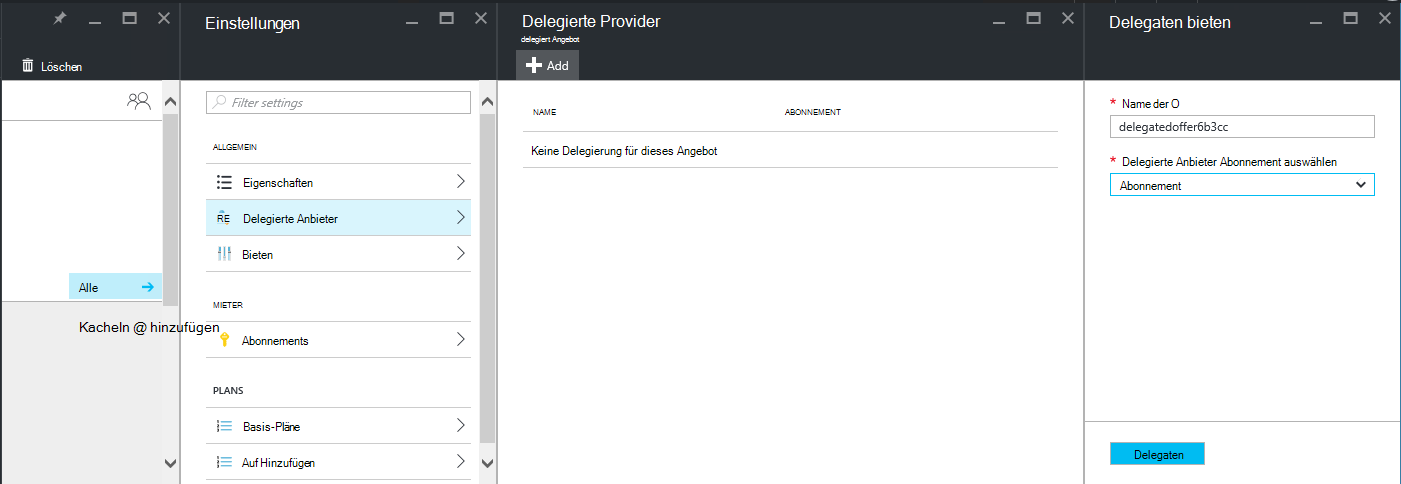 Löschen
Alle
Kacheln @ hinzufügen
Einstellungen
Filter settings
ALLGEMEIN
Eigenschaften
RE
Delegierte Anbieter
Bieten
MIETER
Abonnements
PLANS
Basis-Pläne
Auf Hinzufügen
Delegierte Provider
delegiert Angebot
Add
NAME ABONNEMENT
Keine Delegierung für dieses Angebot
Delegaten bieten
* Name der O
delegatedoffer6b3cc
* Delegierte Anbieter Abonnement auswählen
Abonnement
Delegaten